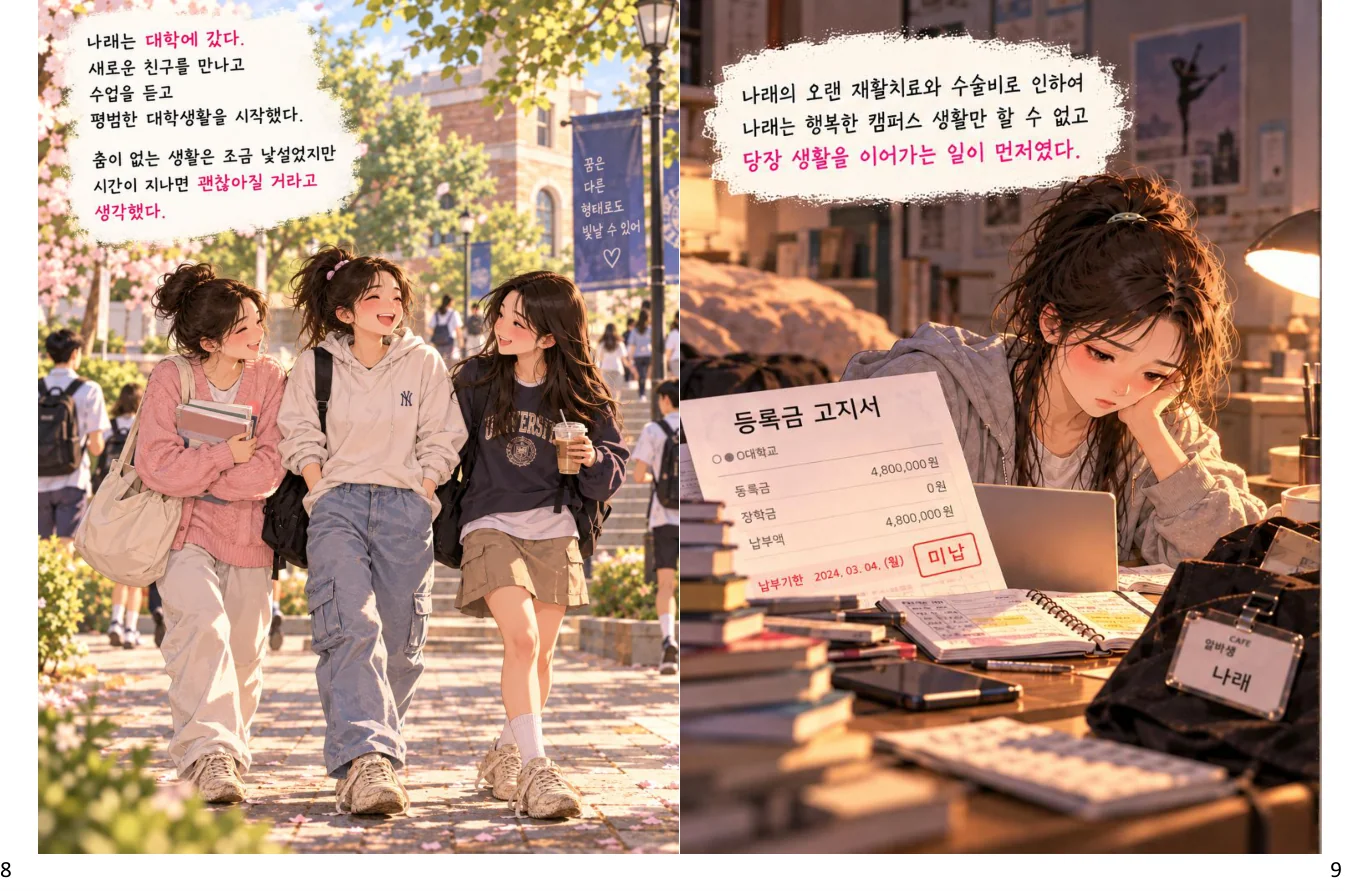 나래는 대학에 갔다.
새로운 친구를 만나고
수업을 듣고
평범한 대학생활을 시작했다.
춤이 없는 생활은 조금 낯설었지만
시간이 지나면 괜찮아질 거라고
생각했다.
꿈은
다른
형태로도
빛날 수 있어
NY
UNIVERSITY
8
나래의 오랜 재활치료와 수술비로 인하여
나래는 행복한 캠퍼스 생활만 할 수 없고
당장 생활을 이어가는 일이 먼저였다.
등록금 고지서
○●○대학교
등록금 4,800,000원
장학금 0원
납부액 4,800,000원
납부기한 2024. 03. 04. (월) 미납
CAFE
알바생
나래
9